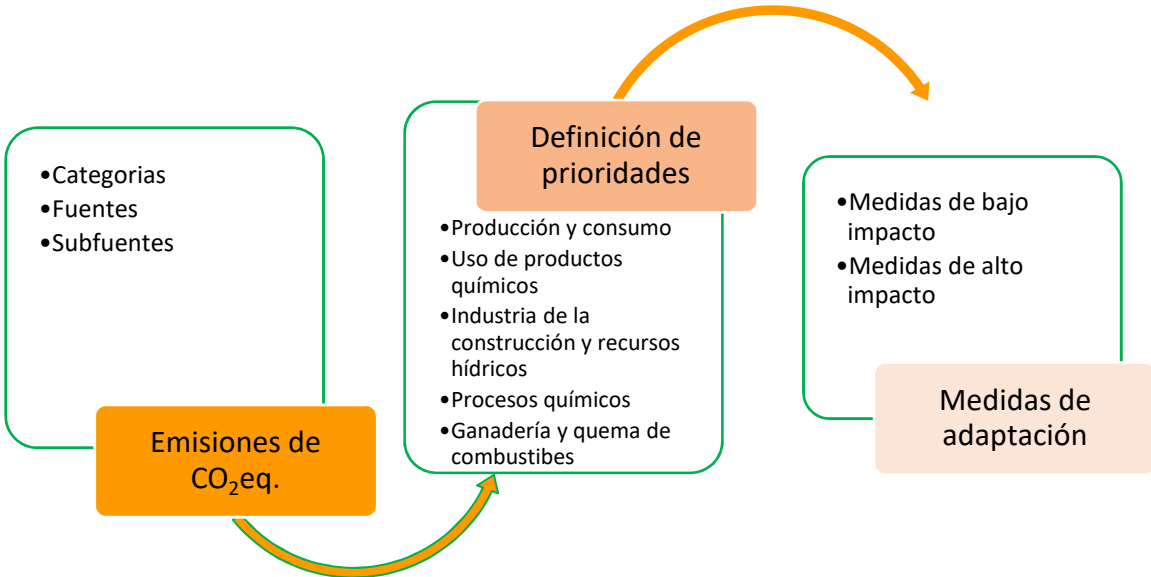 •Categorias
•Fuentes
•Subfuentes
Emisiones de
CO₂eq.
Definición de
prioridades
•Producción y consumo
•Uso de productos
químicos
•Industria de la
construcción y recursos
hídricos
•Procesos químicos
•Ganadería y quema de
combustibes
•Medidas de bajo
impacto
•Medidas de alto
impacto
Medidas de
adaptación